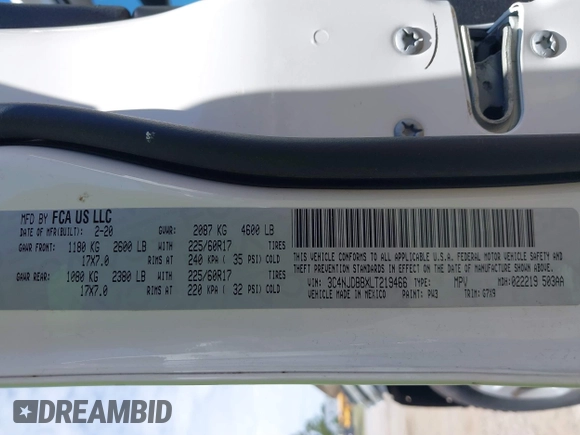 MFD BY FCA US LLC
DATE OF MFR(BUILT): 2-20 GVWR: 2087 KG 4600 LB
GAWR FRONT: 1180 KG 2600 LB WITH 225/60R17 TIRES
17X7.0 RIMS AT 240 KPA ( 35 PSI) COLD
GAWR REAR: 1080 KG 2380 LB WITH 225/60R17 TIRES
17X7.0 RIMS AT 220 KPA ( 32 PSI) COLD
THIS VEHICLE CONFORMS TO ALL APPLICABLE U.S.A. FEDERAL MOTOR VEHICLE SAFETY AND
THEFT PREVENTION STANDARDS IN EFFECT ON THE DATE OF MANUFACTURE SHOWN ABOVE.
VIN: 3C4NJDBBXLT219466 TYPE: MPV MDH: 022219 503AA
VEHICLE MADE IN MEXICO PAINT: PW3 TRIM: G7X9
DREAMBID